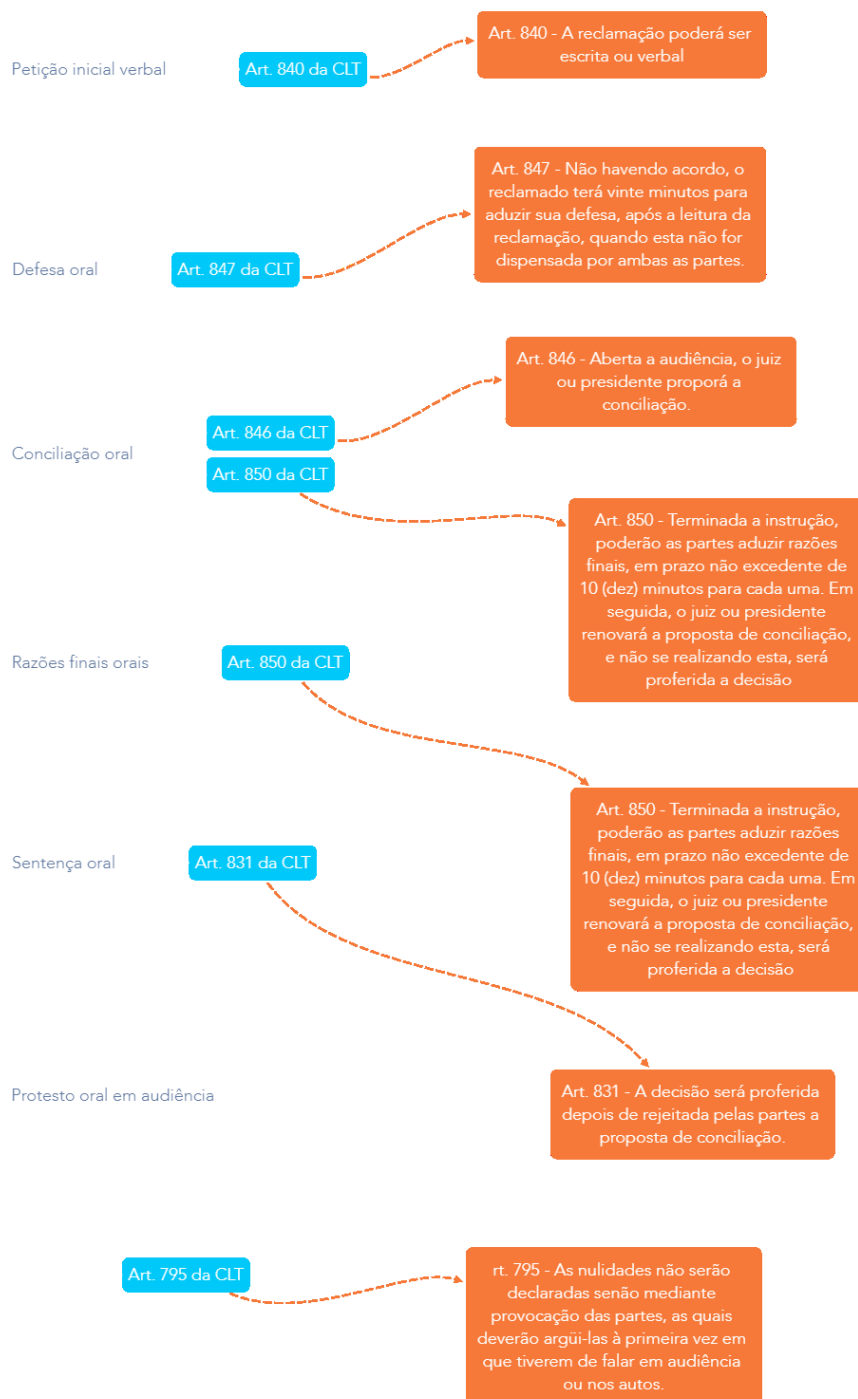 Petição inicial verbal
Art. 840 da CLT
Art. 840 - A reclamação poderá ser
escrita ou verbal
Defesa oral
Art. 847 da CLT
Art. 847 - Não havendo acordo, o
reclamado terá vinte minutos para
aduzir sua defesa, após a leitura da
reclamação, quando esta não for
dispensada por ambas as partes.
Conciliação oral
Art. 846 da CLT
Art. 850 da CLT
Art. 846 - Aberta a audiência, o juiz
ou presidente proporá a
conciliação.
Art. 850 - Terminada a instrução,
poderão as partes aduzir razões
finais, em prazo não excedente de
10 (dez) minutos para cada uma. Em
seguida, o juiz ou presidente
renovará a proposta de conciliação,
e não se realizando esta, será
proferida a decisão
Razões finais orais
Art. 850 da CLT
Art. 850 - Terminada a instrução,
poderão as partes aduzir razões
finais, em prazo não excedente de
10 (dez) minutos para cada uma. Em
seguida, o juiz ou presidente
renovará a proposta de conciliação,
e não se realizando esta, será
proferida a decisão
Sentença oral
Art. 831 da CLT
Art. 831 - A decisão será proferida
depois de rejeitada pelas partes a
proposta de conciliação.
Protesto oral em audiência
Art. 795 da CLT
rt. 795 - As nulidades não serão
declaradas senão mediante
provocação das partes, as quais
deverão argüi-las à primeira vez em
que tiverem de falar em audiência
ou nos autos.